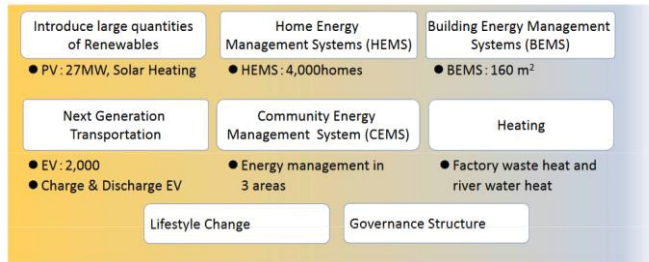 Introduce large quantities
of Renewables
● PV : 27MW, Solar Heating
Home Energy
Management Systems (HEMS)
● HEMS : 4,000homes
Building Energy Management
Systems (BEMS)
● BEMS : 160 m²
Next Generation
Transportation
● EV : 2,000
● Charge & Discharge EV
Community Energy
Management System (CEMS)
● Energy management in
3 areas
Heating
● Factory waste heat and
river water heat
Lifestyle Change
Governance Structure